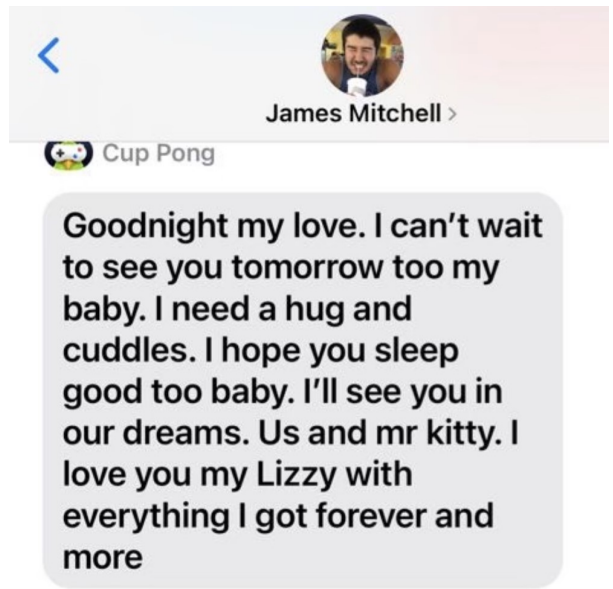 James Mitchell >
Cup Pong
Goodnight my love. I can’t wait
to see you tomorrow too my
baby. I need a hug and
cuddles. I hope you sleep
good too baby. I’ll see you in
our dreams. Us and mr kitty. I
love you my Lizzy with
everything I got forever and
more